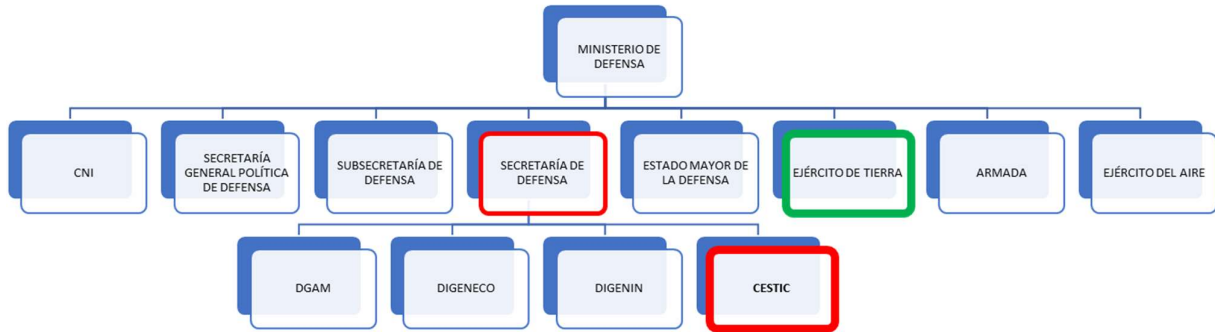 MINISTERIO DE
DEFENSA
CNI
SECRETARÍA
GENERAL POLÍTICA
DE DEFENSA
SUBSECRETARÍA DE
DEFENSA
SECRETARÍA DE
DEFENSA
ESTADO MAYOR DE
LA DEFENSA
EJÉRCITO DE TIERRA
ARMADA
EJÉRCITO DEL AIRE
DGAM
DIGENECO
DIGENIN
CESTIC